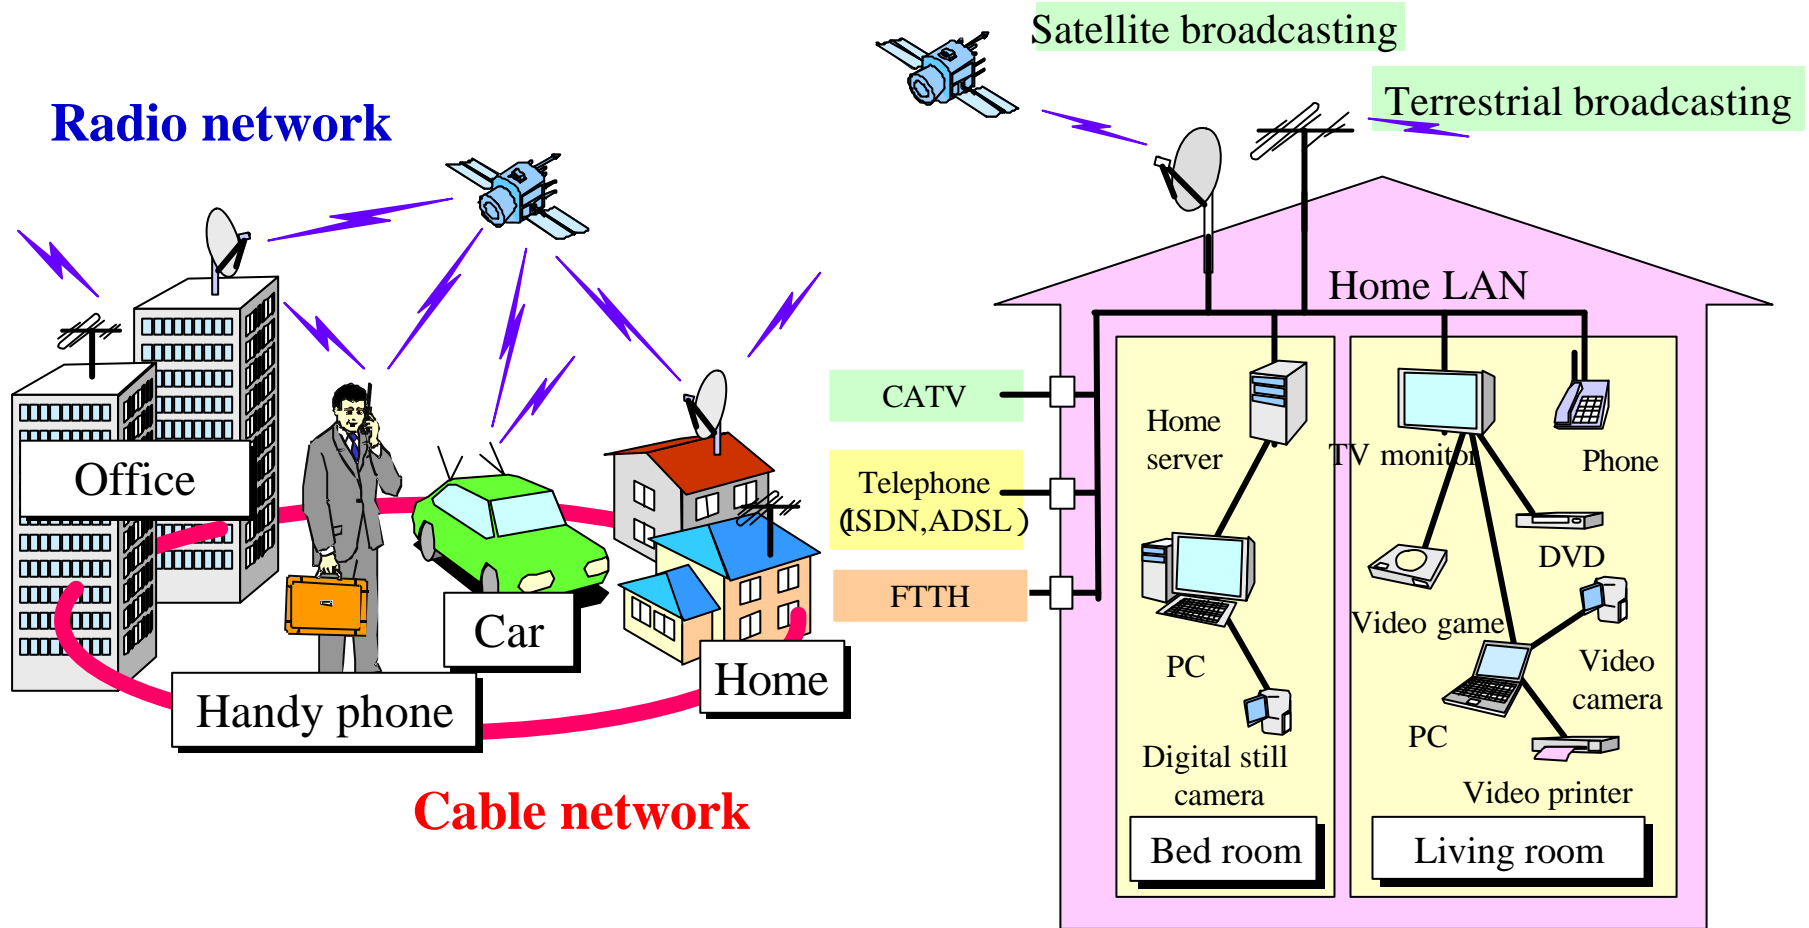 Satellite broadcasting
Terrestrial broadcasting
Radio network
Home LAN
Office
Handy phone
Car
Home
Cable network
CATV
Telephone
(ISDN,ADSL)
FTTH
Home
server
PC
Digital still
camera
Bed room
TV monitor
Phone
DVD
Video game
Video
camera
PC
Video printer
Living room